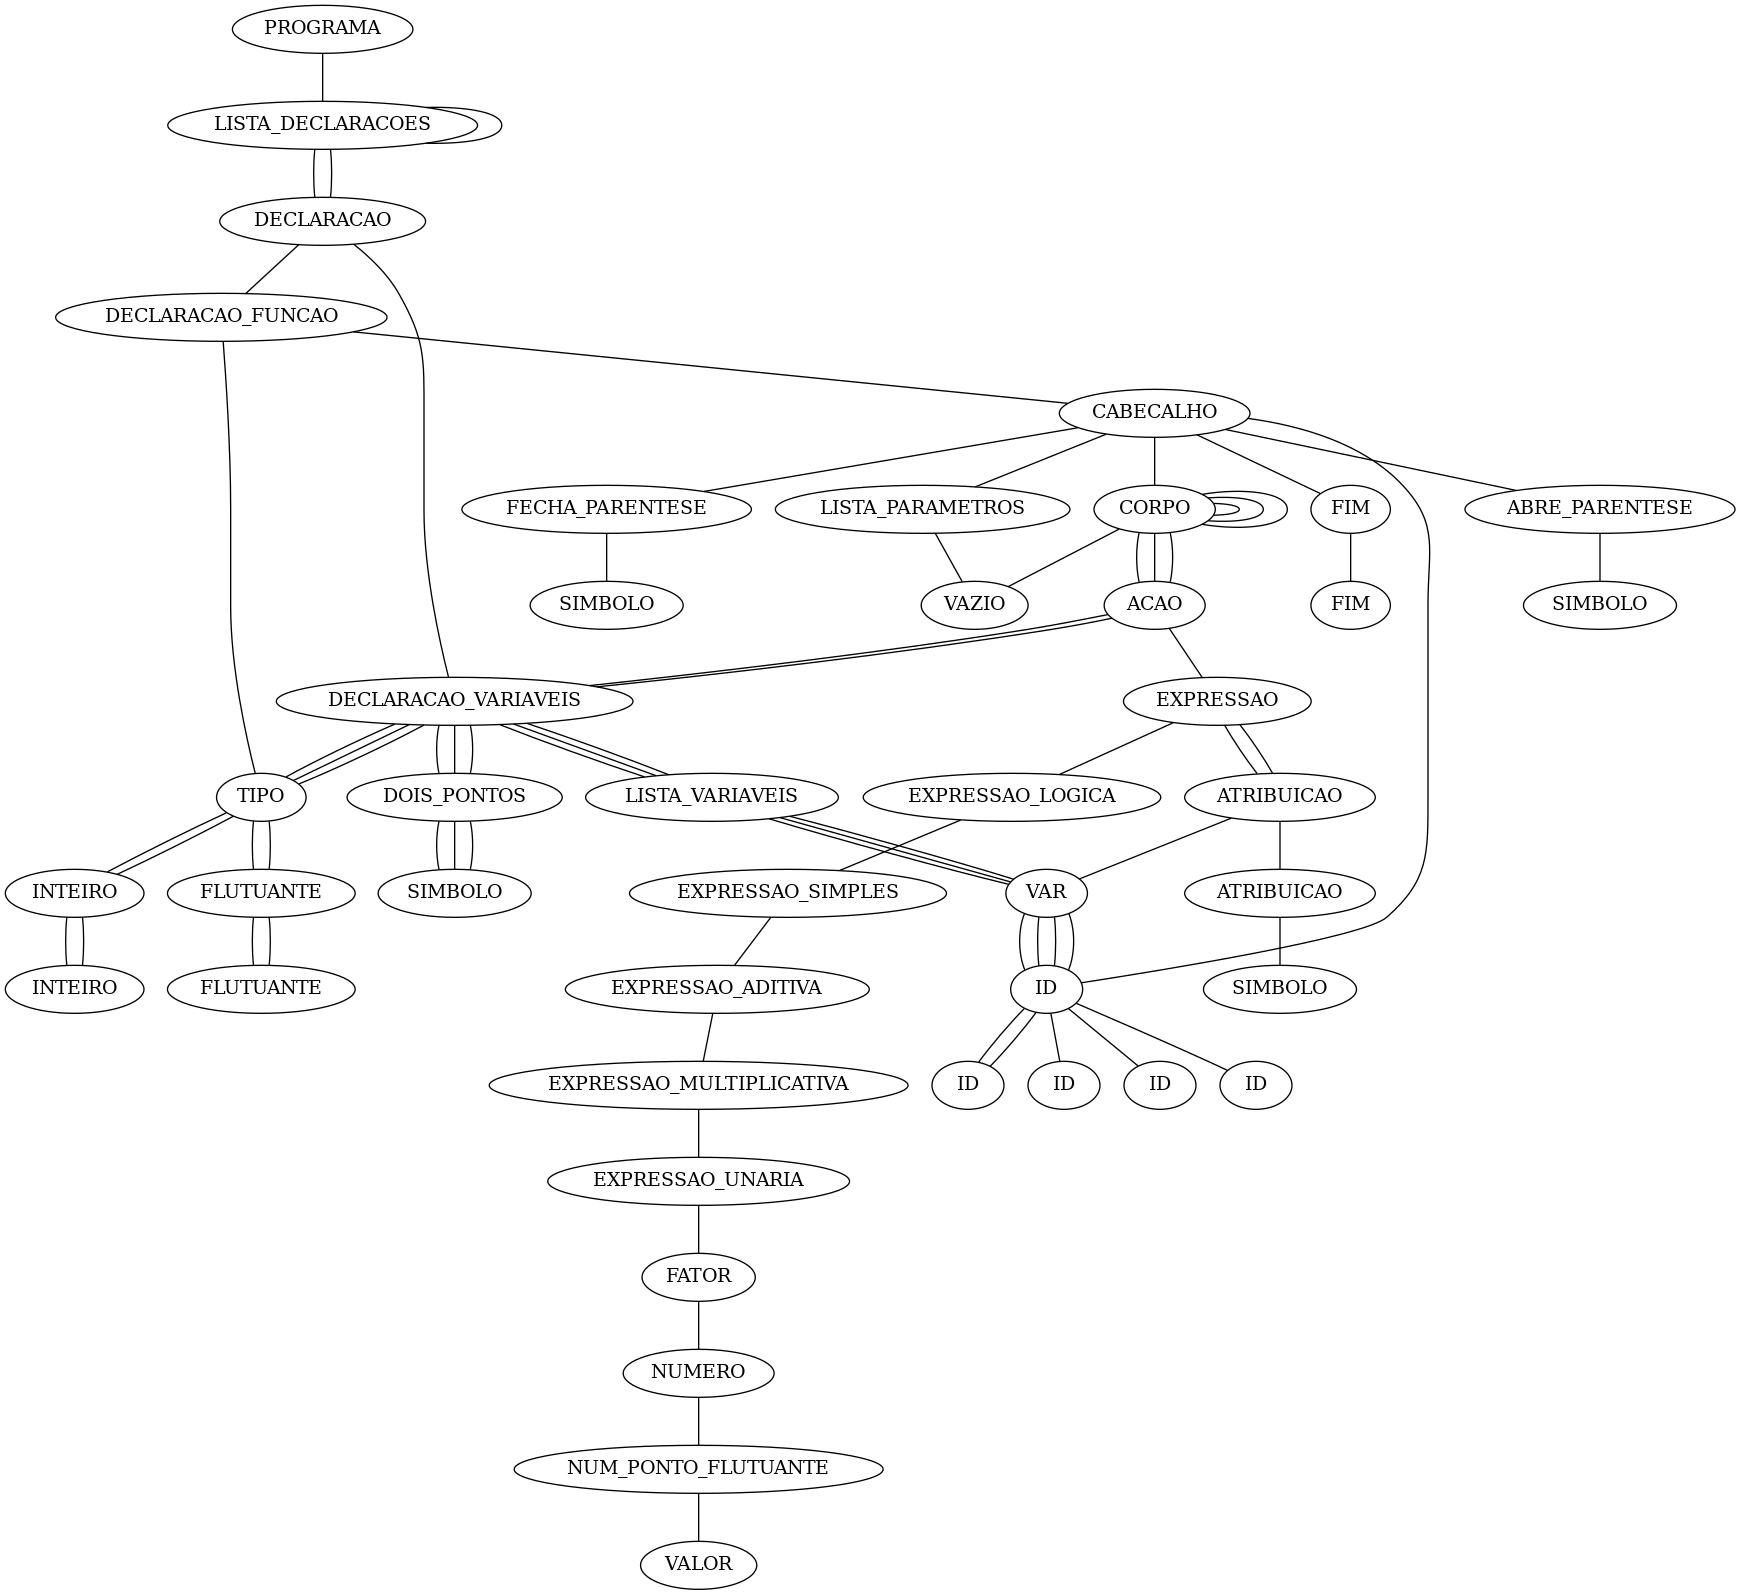 PROGRAMA
LISTA_DECLARACOES
DECLARACAO
DECLARACAO_FUNCAO
CABECALHO
FECHA_PARENTESE
LISTA_PARAMETROS
CORPO
FIM
ABRE_PARENTESE
SIMBOLO
VAZIO
ACAO
FIM
SIMBOLO
DECLARACAO_VARIAVEIS
EXPRESSAO
TIPO
DOIS_PONTOS
LISTA_VARIAVEIS
EXPRESSAO_LOGICA
ATRIBUICAO
INTEIRO
FLUTUANTE
SIMBOLO
EXPRESSAO_SIMPLES
VAR
ATRIBUICAO
INTEIRO
FLUTUANTE
EXPRESSAO_ADITIVA
ID
SIMBOLO
EXPRESSAO_MULTIPLICATIVA
ID
ID
ID
ID
EXPRESSAO_UNARIA
FATOR
NUMERO
NUM_PONTO_FLUTUANTE
VALOR